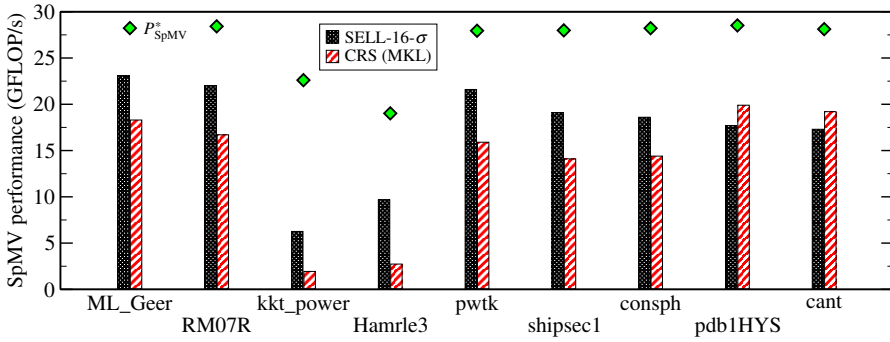 30
25
20
15
10
5
0
SpMV performance (GFLOP/s)
P*SpMV
SELL-16-σ
CRS (MKL)
ML_Geer
RM07R
kkt_power
Hamrle3
pwtk
shipsec1
consph
pdb1HYS
cant